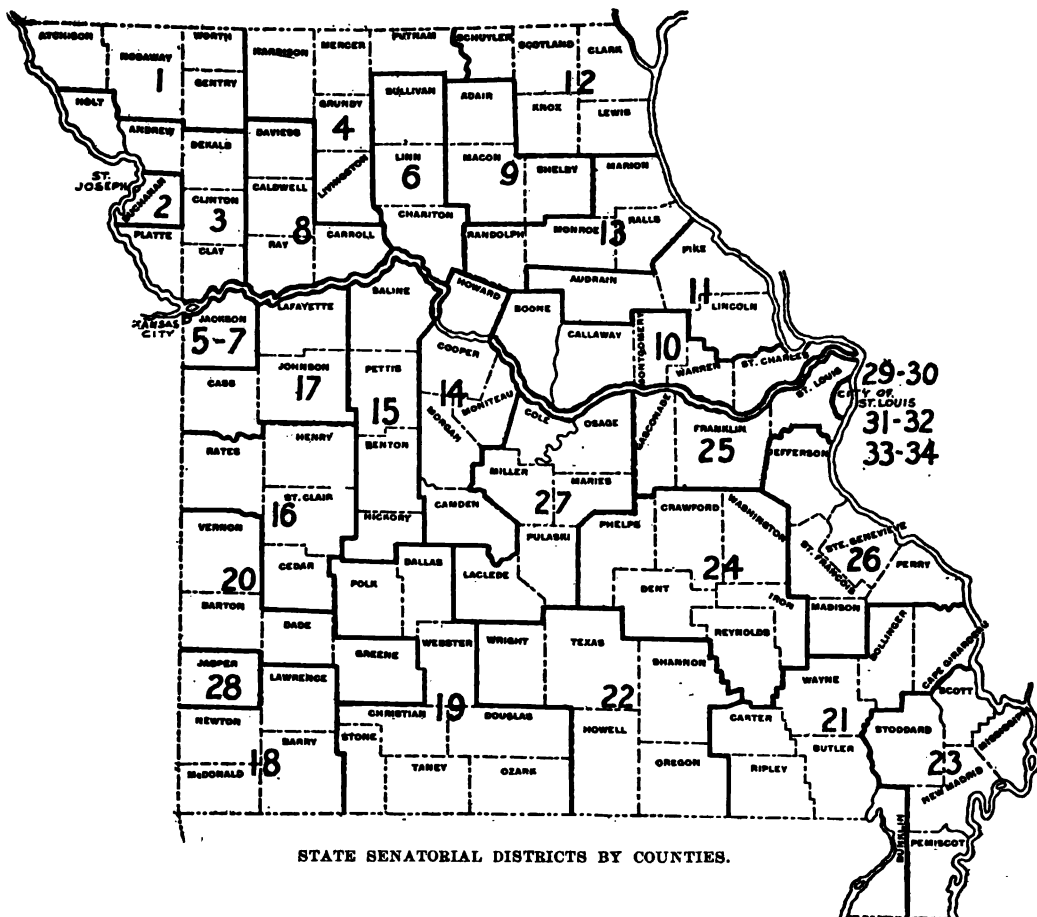 ATCHISON
NODAWAY
WORTH
HARRISON
MERCER
PUTNAM
SCHUYLER
SCOTLAND
CLARK
1
GENTRY
HOLT
SULLIVAN
ADAIR
12
KNOX
LEWIS
GRUNDY
4
ANDREW
DEKALB
DAVIESS
LINN
6
MACON
9
SHELBY
MARION
LIVINGSTON
ST.
JOSEPH
BUCHANAN
2
CLINTON
3
CALDWELL
8
CHARITON
RANDOLPH
MONROE
13
RALLS
PLATTE
CLAY
RAY
CARROLL
PIKE
AUDRAIN
11
LINCOLN
SALINE
HOWARD
BOONE
KANSAS
CITY
JACKSON
5-7
LAFAYETTE
CALLAWAY
MONTGOMERY
10
WARREN
ST. CHARLES
COOPER
CASS
JOHNSON
17
PETTIS
15
14
MONITEAU
MORGAN
COLE
OSAGE
GASCONADE
FRANKLIN
25
ST. LOUIS
29-30
CITY OF
ST. LOUIS
31-32
33-34
JEFFERSON
BATES
HENRY
BENTON
MILLER
MARIES
27
ST. CLAIR
16
CAMDEN
HICKORY
PULASKI
PHELPS
CRAWFORD
WASHINGTON
STE. GENEVIEVE
ST. FRANCOIS
26
PERRY
VERNON
20
CEDAR
POLK
DALLAS
LACLEDE
DENT
24
IRON
MADISON
BARTON
DADE
WEBSTER
WRIGHT
TEXAS
REYNOLDS
BOLLINGER
CAPE GIRARDEAU
GREENE
SHANNON
JASPER
28
LAWRENCE
WAYNE
SCOTT
NEWTON
CHRISTIAN
19
DOUGLAS
22
HOWELL
CARTER
21
STODDARD
MISSISSIPPI
STONE
BARRY
18
BUTLER
23
NEW MADRID
McDONALD
TANEY
OZARK
OREGON
RIPLEY
DUNKLIN
PEMISCOT
STATE SENATORIAL DISTRICTS BY COUNTIES.